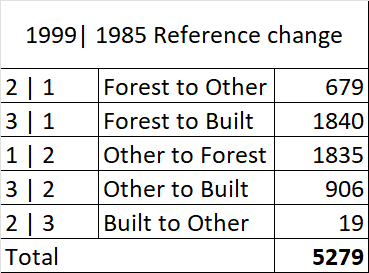 1999| 1985 Reference change
2 | 1 Forest to Other 679
3 | 1 Forest to Built 1840
1 | 2 Other to Forest 1835
3 | 2 Other to Built 906
2 | 3 Built to Other 19
Total 5279